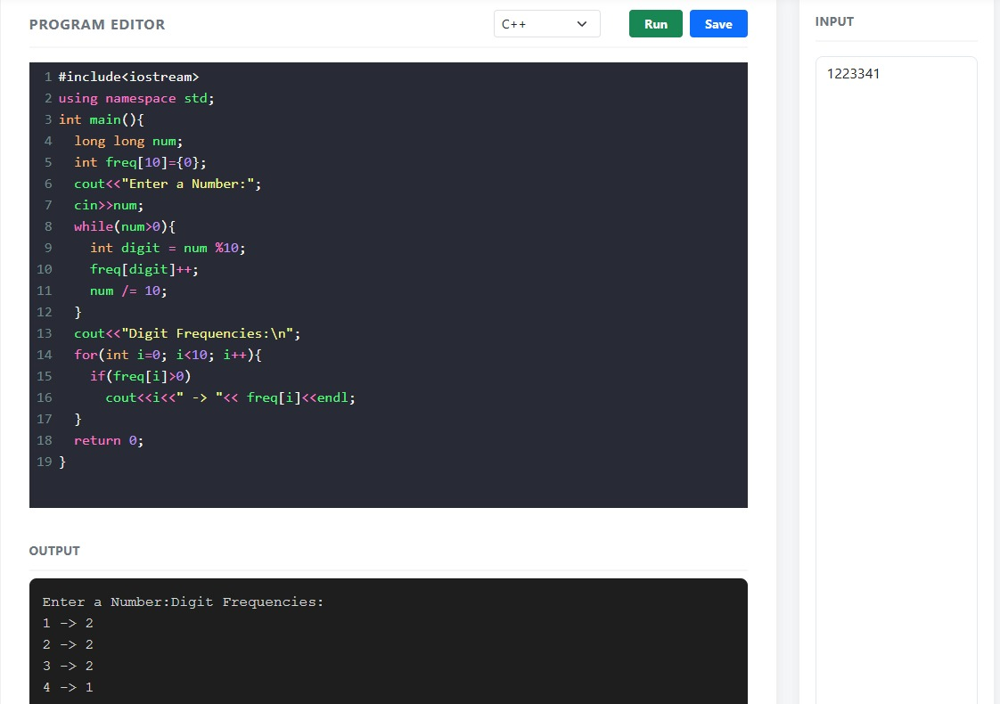 PROGRAM EDITOR
C++
Run
Save
1 #include<iostream>
2 using namespace std;
3 int main(){
4   long long num;
5   int freq[10]={0};
6   cout<<"Enter a Number:";
7   cin>>num;
8   while(num>0){
9     int digit = num %10;
10     freq[digit]++;
11     num /= 10;
12   }
13   cout<<"Digit Frequencies:\n";
14   for(int i=0; i<10; i++){
15     if(freq[i]>0)
16       cout<<i<<" -> "<< freq[i]<<endl;
17   }
18   return 0;
19 }
OUTPUT
Enter a Number:Digit Frequencies:
1 -> 2
2 -> 2
3 -> 2
4 -> 1
INPUT
1223341